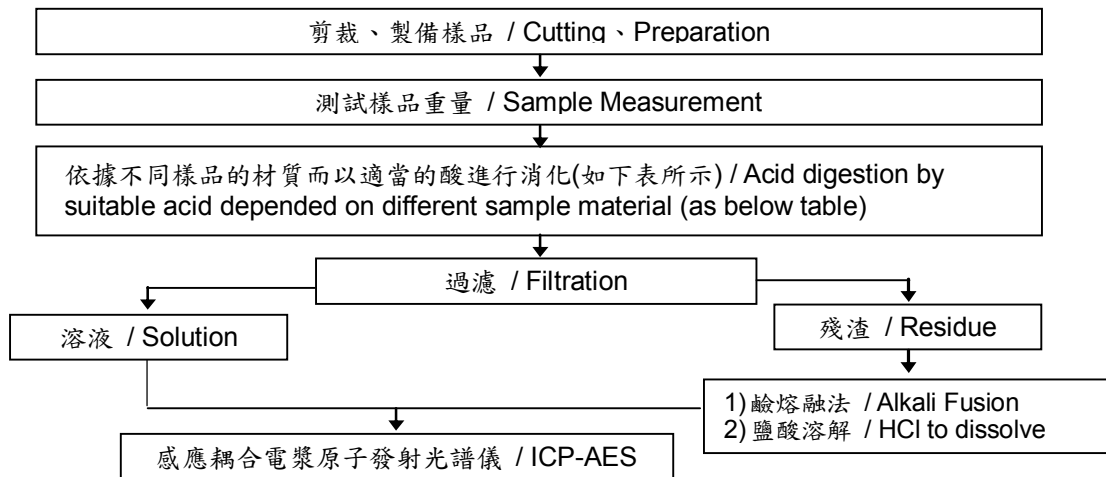 剪裁、製備樣品 / Cutting、Preparation
測試樣品重量 / Sample Measurement
依據不同樣品的材質而以適當的酸進行消化(如下表所示) / Acid digestion by
suitable acid depended on different sample material (as below table)
過濾 / Filtration
溶液 / Solution
殘渣 / Residue
1) 鹼熔融法 / Alkali Fusion
2) 鹽酸溶解 / HCl to dissolve
感應耦合電漿原子發射光譜儀 / ICP-AES